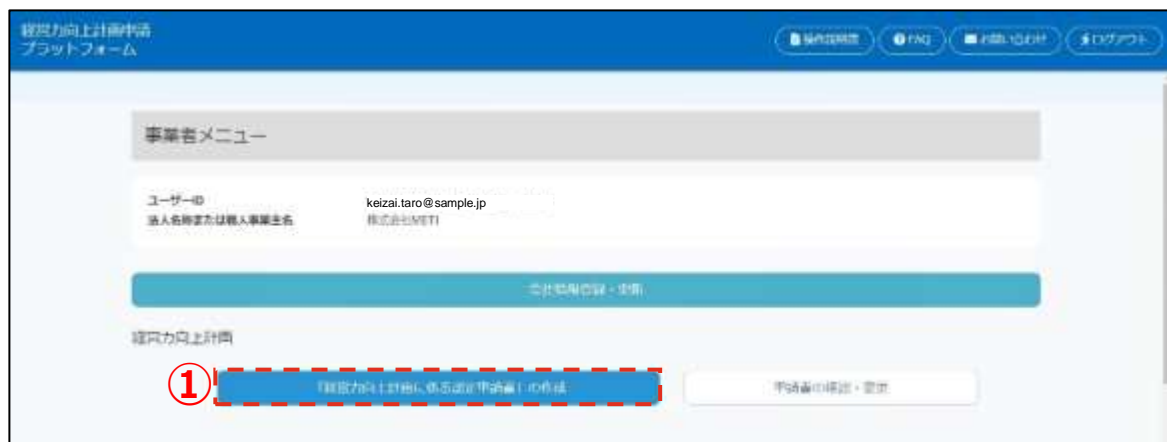 経営力向上計画申請
プラットフォーム
操作説明書
FAQ
お問い合わせ
ログアウト
事業者メニュー
ユーザーID
keizai.taro@sample.jp
法人名称または個人事業主名
株式会社METI
会社情報登録・更新
経営力向上計画
①
「経営力向上計画に係る認定申請書」の作成
申請書の確認・変更